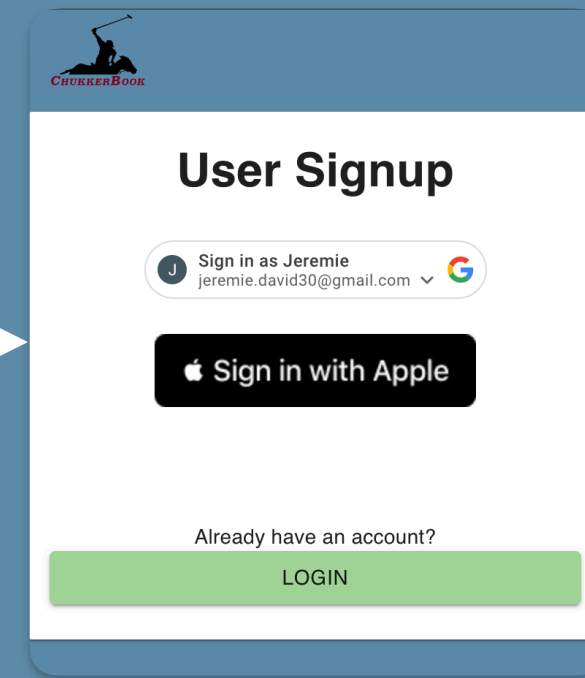 CHUKKERBOOK
User Signup
J
Sign in as Jeremie
jeremie.david30@gmail.com
G
Sign in with Apple
Already have an account?
LOGIN